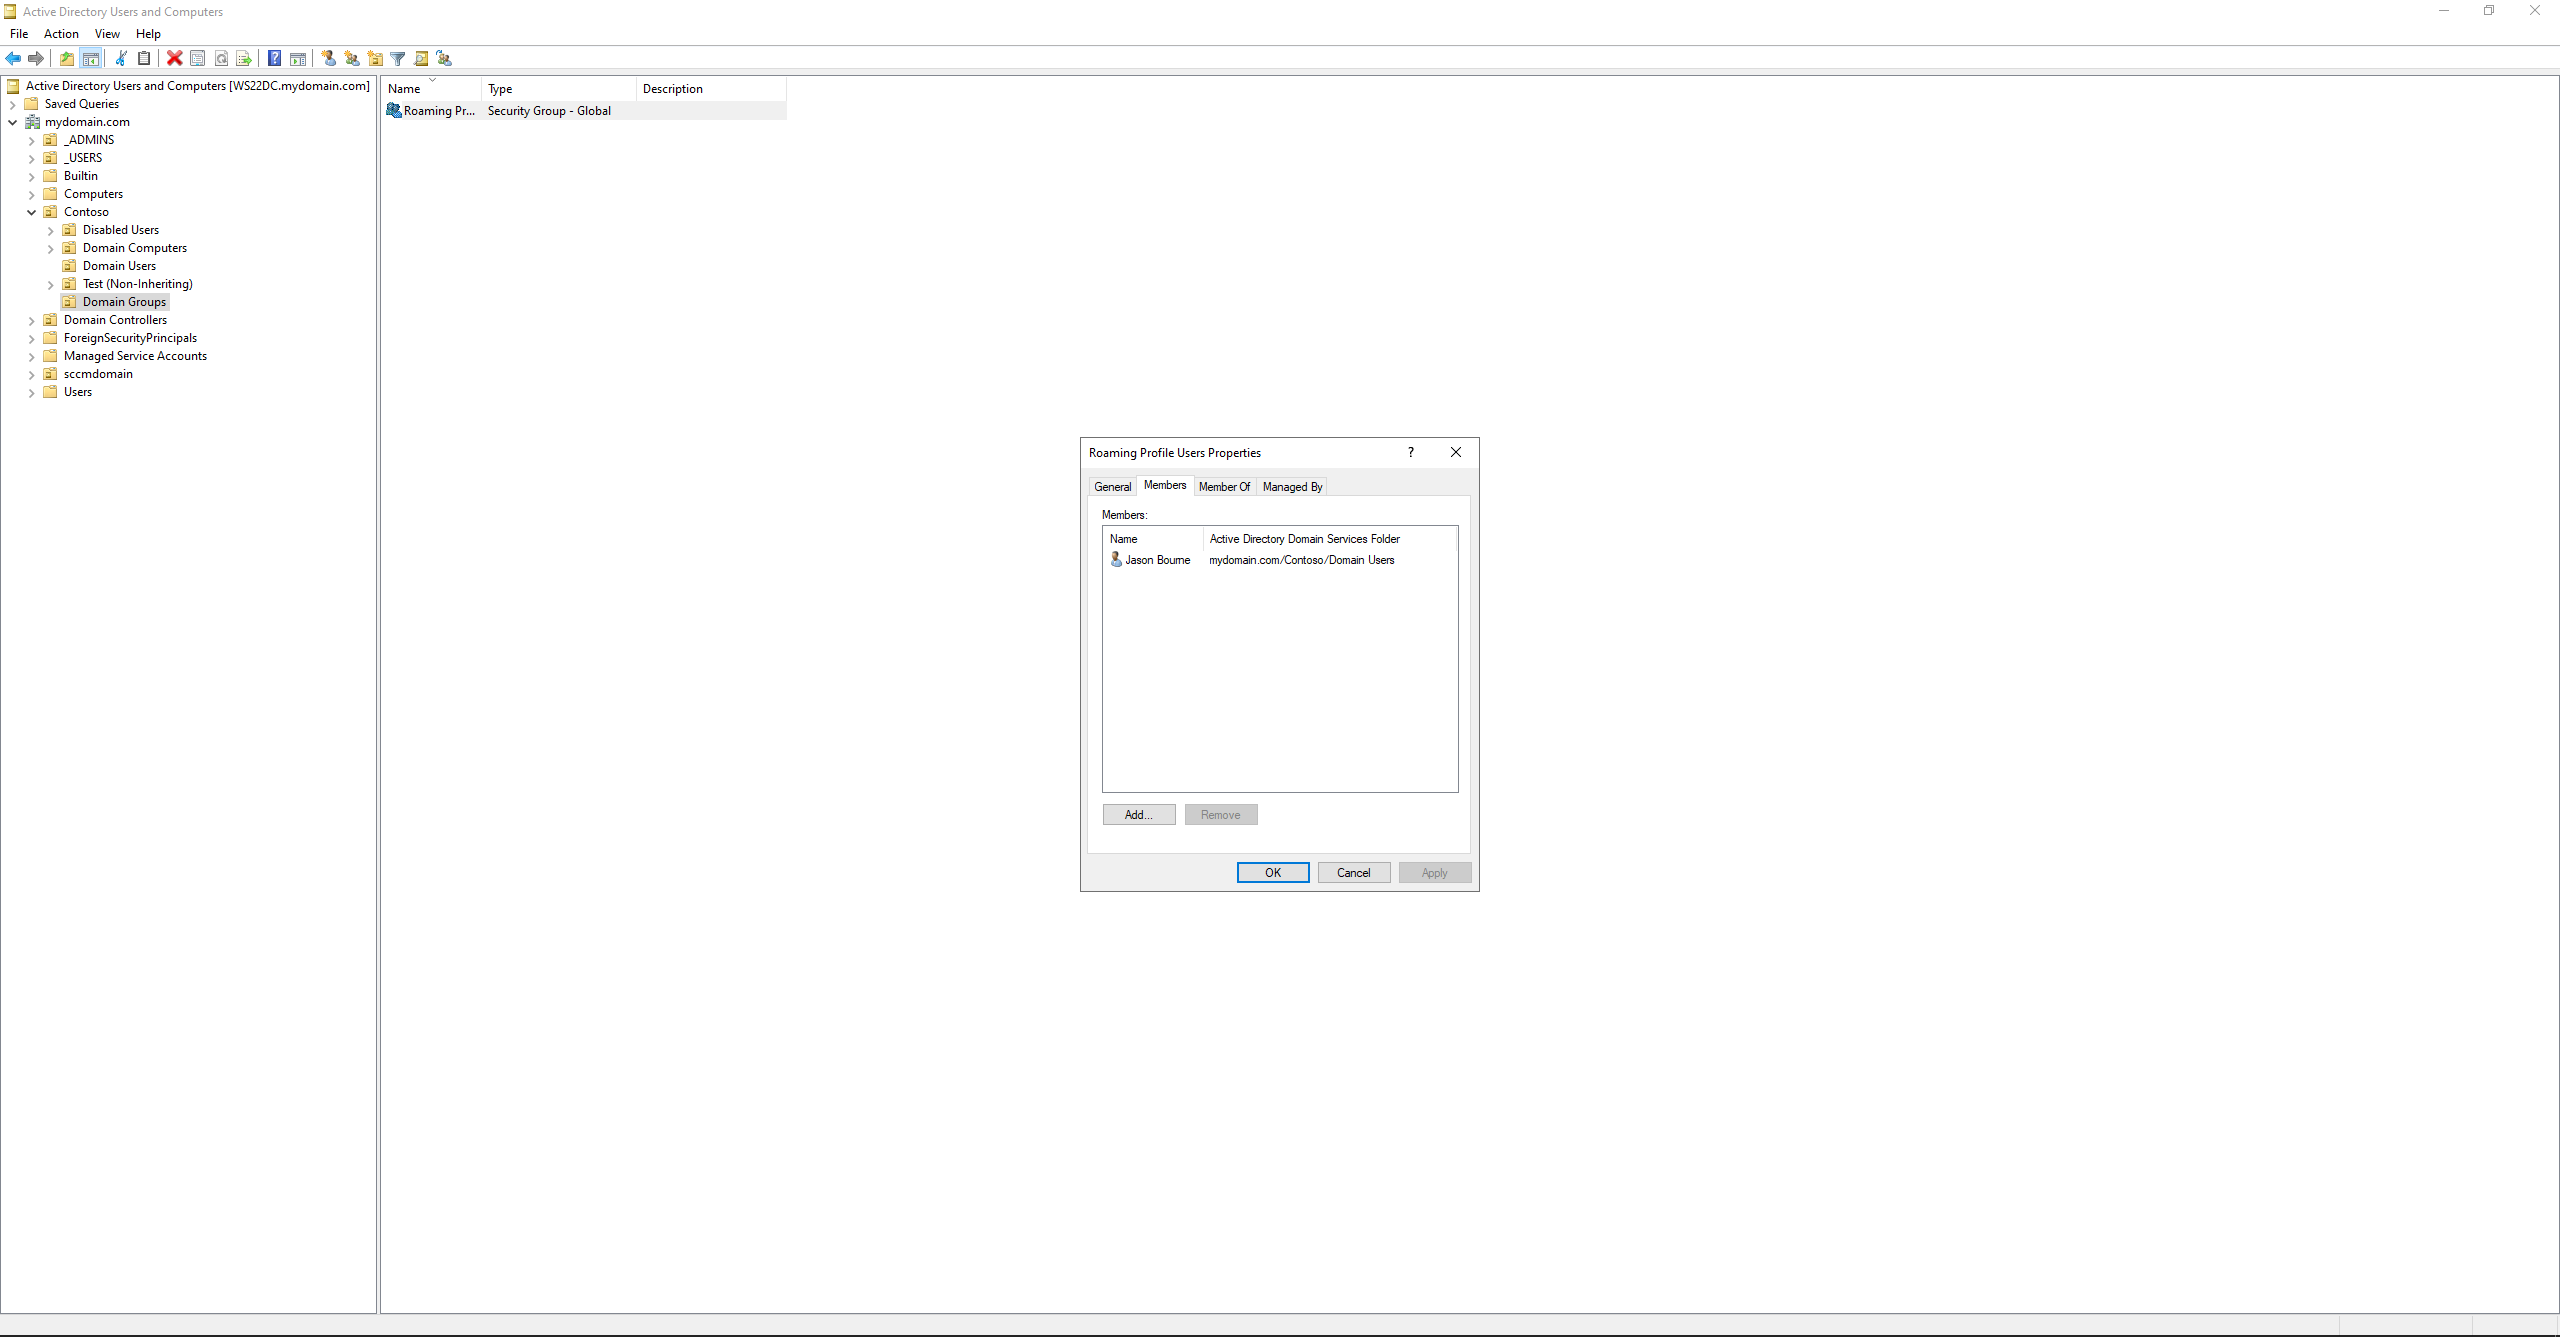 Active Directory Users and Computers
File Action View Help
Active Directory Users and Computers [WS22DC.mydomain.com]
Saved Queries
mydomain.com
_ADMINS
_USERS
Builtin
Computers
Contoso
Disabled Users
Domain Computers
Domain Users
Test (Non-Inheriting)
Domain Groups
Domain Controllers
ForeignSecurityPrincipals
Managed Service Accounts
sccmdomain
Users
Name Type Description
Roaming Pr... Security Group - Global
Roaming Profile Users Properties
General Members Member Of Managed By
Members:
Name Active Directory Domain Services Folder
Jason Bourne mydomain.com/Contoso/Domain Users
Add... Remove
OK Cancel Apply